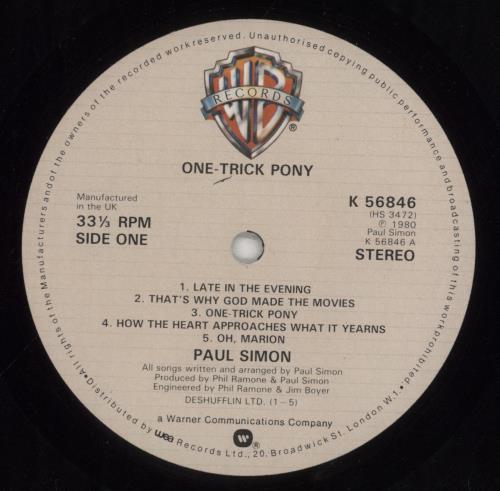 All rights of the Manufacturers and of the owners of the recorded work reserved. Unauthorised copying public performance and broadcasting of this work prohibited
WB
RECORDS
®
ONE-TRICK PONY
Manufactured
in the UK
33⅓ RPM
SIDE ONE
K 56846
(HS 3472)
℗ 1980
Paul Simon
K 56846 A
STEREO
1. LATE IN THE EVENING
2. THAT'S WHY GOD MADE THE MOVIES
3. ONE-TRICK PONY
4. HOW THE HEART APPROACHES WHAT IT YEARNS
5. OH, MARION
PAUL SIMON
All songs written and arranged by Paul Simon
Produced by Phil Ramone & Paul Simon
Engineered by Phil Ramone & Jim Boyer
DESHUFFLIN LTD. (1–5)
a Warner Communications Company
W®
•Distributed by wea Records Ltd., 20, Broadwick St. London W.1.•